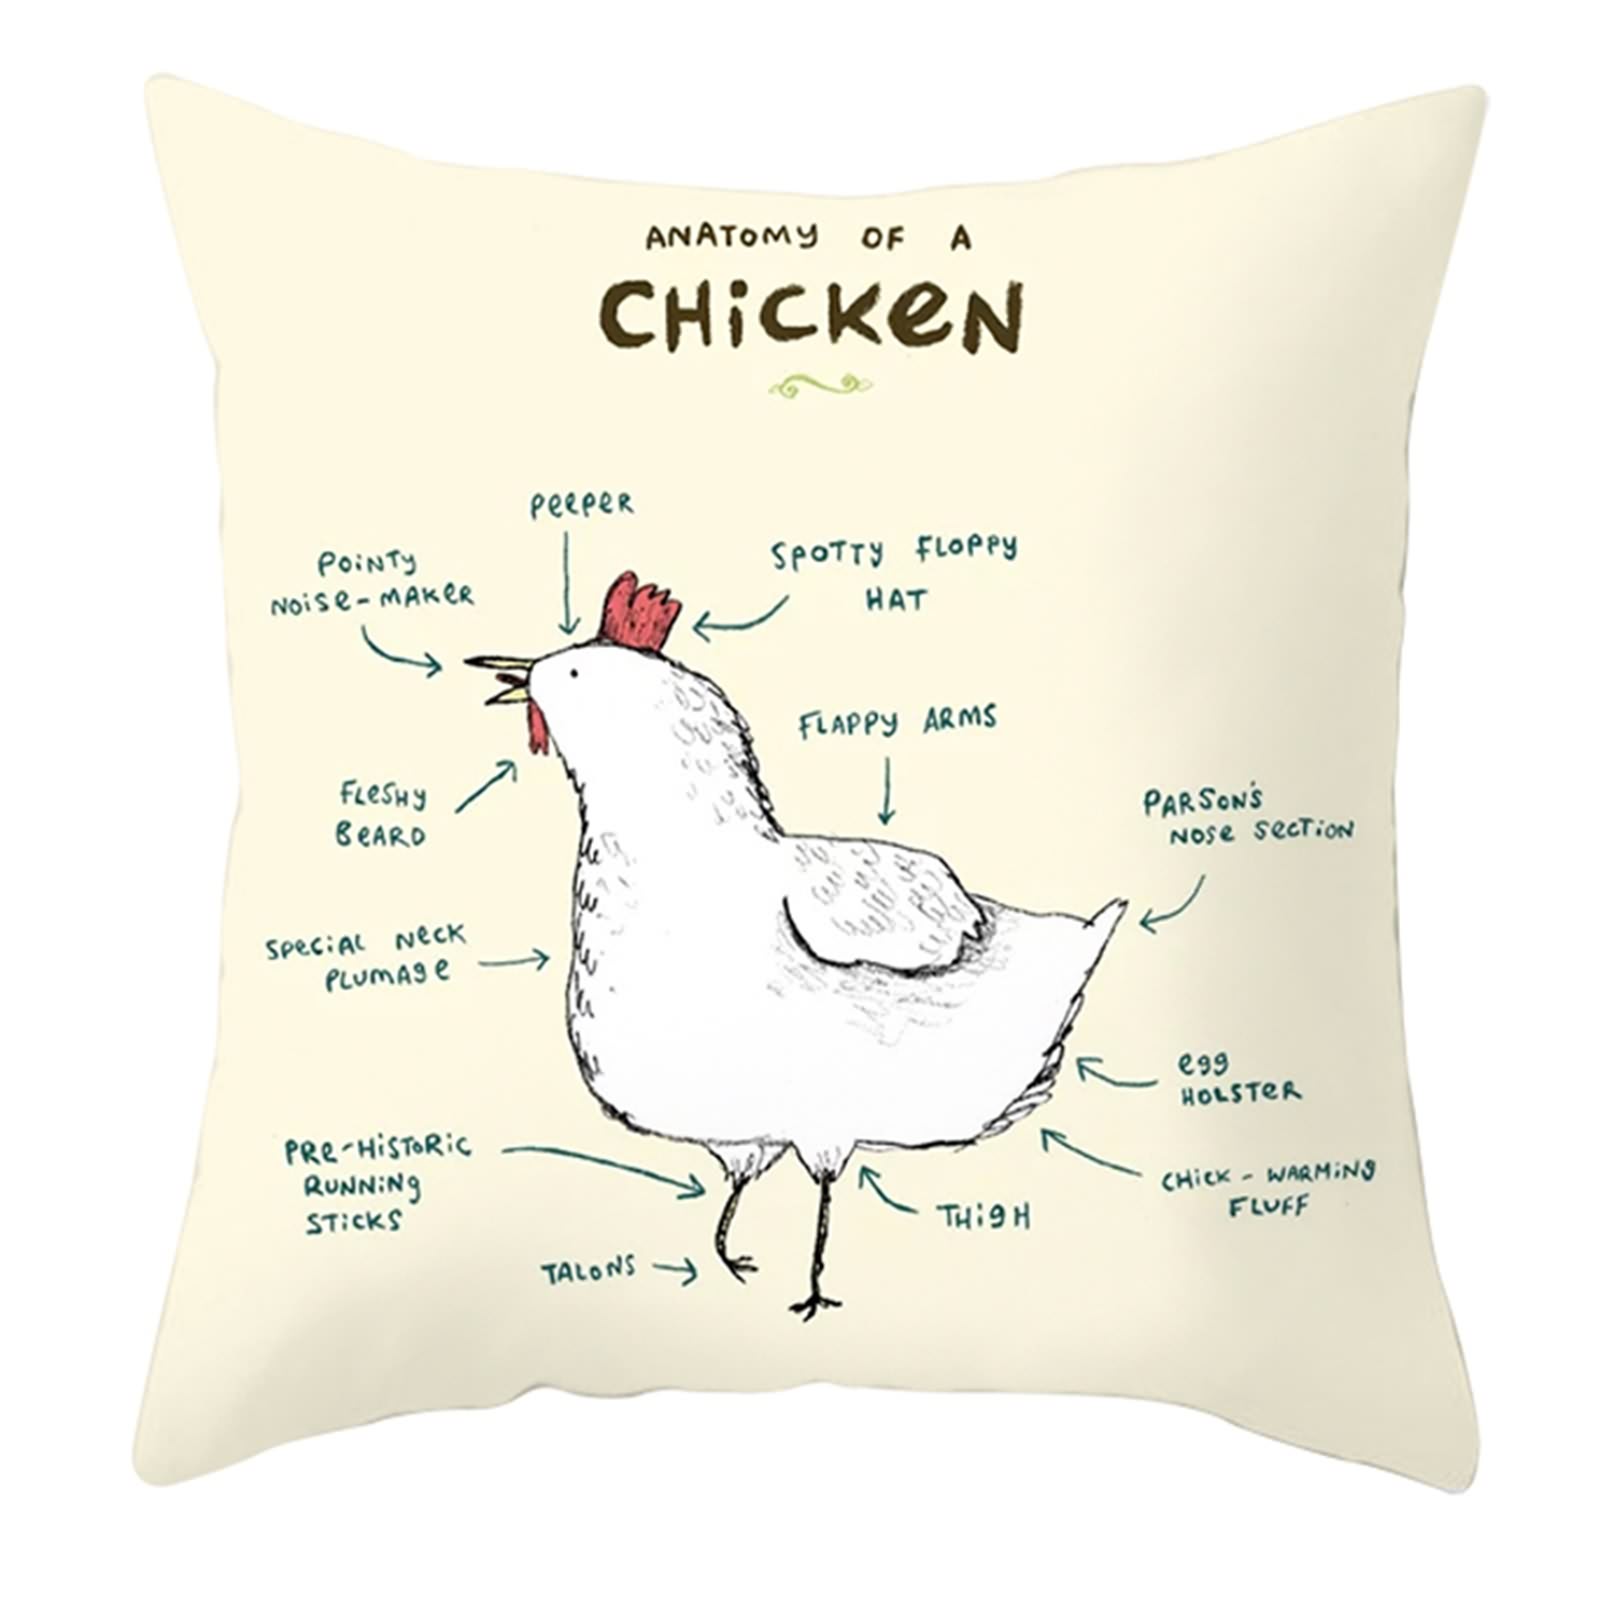 ANATOMY OF A
CHiCKeN
PeePeR
POiNTY
NOiSe-MAKeR
SPOTTY FLOPPY
HAT
FLAPPY ARMS
FLeSHY
BeARD
PARSON'S
NOSe SecTiON
SPeCiAL NeCK
PLUMAge
egg
HOLSTeR
PRe-HiSTORiC
RUNNiNg
STiCKS
CHiCK-WARMiNg
FLUFF
THigH
TALONS